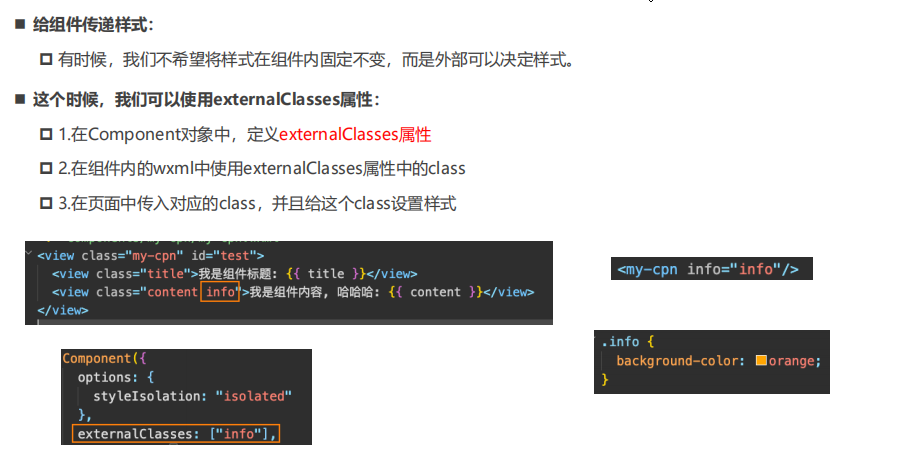 给组件传递样式：
有时候，我们不希望将样式在组件内固定不变，而是外部可以决定样式。
这个时候，我们可以使用externalClasses属性：
1.在Component对象中，定义externalClasses属性
2.在组件内的wxml中使用externalClasses属性中的class
3.在页面中传入对应的class，并且给这个class设置样式
<view class="my-cpn" id="test">
<view class="title">我是组件标题: {{ title }}</view>
<view class="content info">我是组件内容, 哈哈哈: {{ content }}</view>
</view>
<my-cpn info="info"/>
.info {
background-color: orange;
}
Component({
options: {
styleIsolation: "isolated"
},
externalClasses: ["info"],